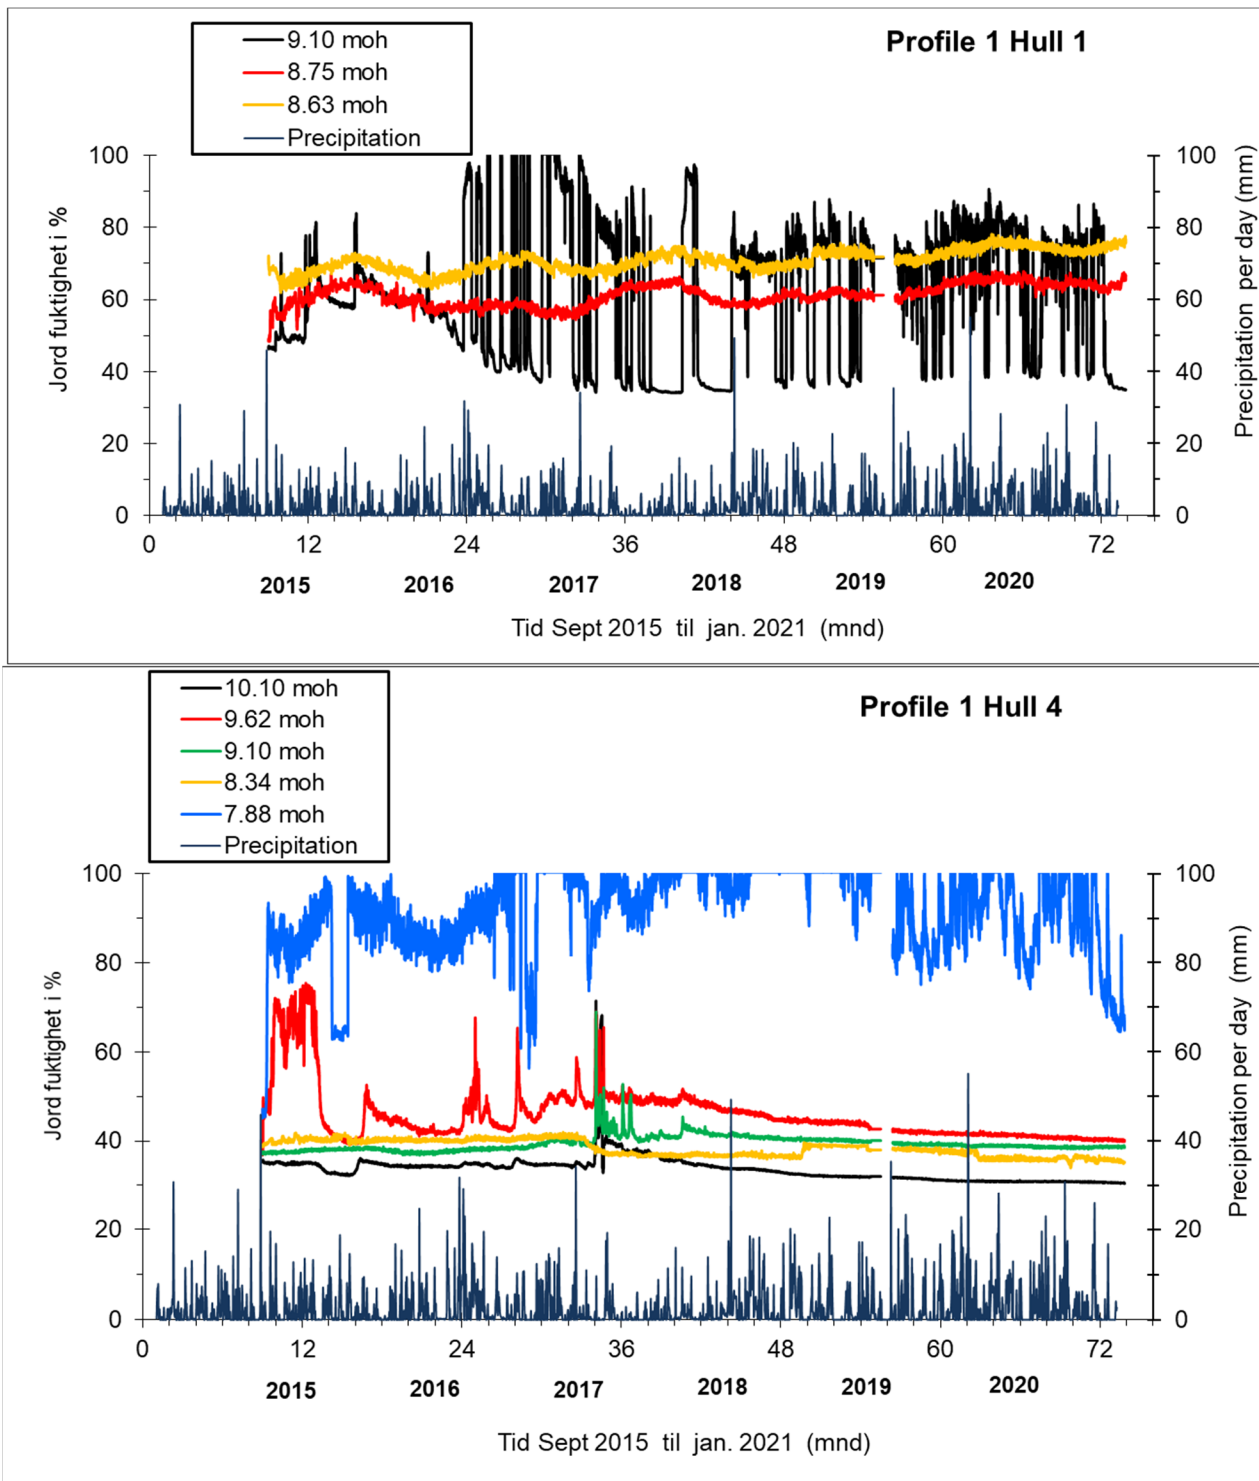 9.10 moh
8.75 moh
8.63 moh
Precipitation
Profile 1 Hull 1
100
80
60
40
20
0
Jord fuktighet i %
100
80
60
40
20
0
Precipitation per day (mm)
0 12 24 36 48 60 72
2015 2016 2017 2018 2019 2020
Tid Sept 2015 til jan. 2021 (mnd)
10.10 moh
9.62 moh
9.10 moh
8.34 moh
7.88 moh
Precipitation
Profile 1 Hull 4
100
80
60
40
20
0
Jord fuktighet i %
100
80
60
40
20
0
Precipitation per day (mm)
0 12 24 36 48 60 72
2015 2016 2017 2018 2019 2020
Tid Sept 2015 til jan. 2021 (mnd)